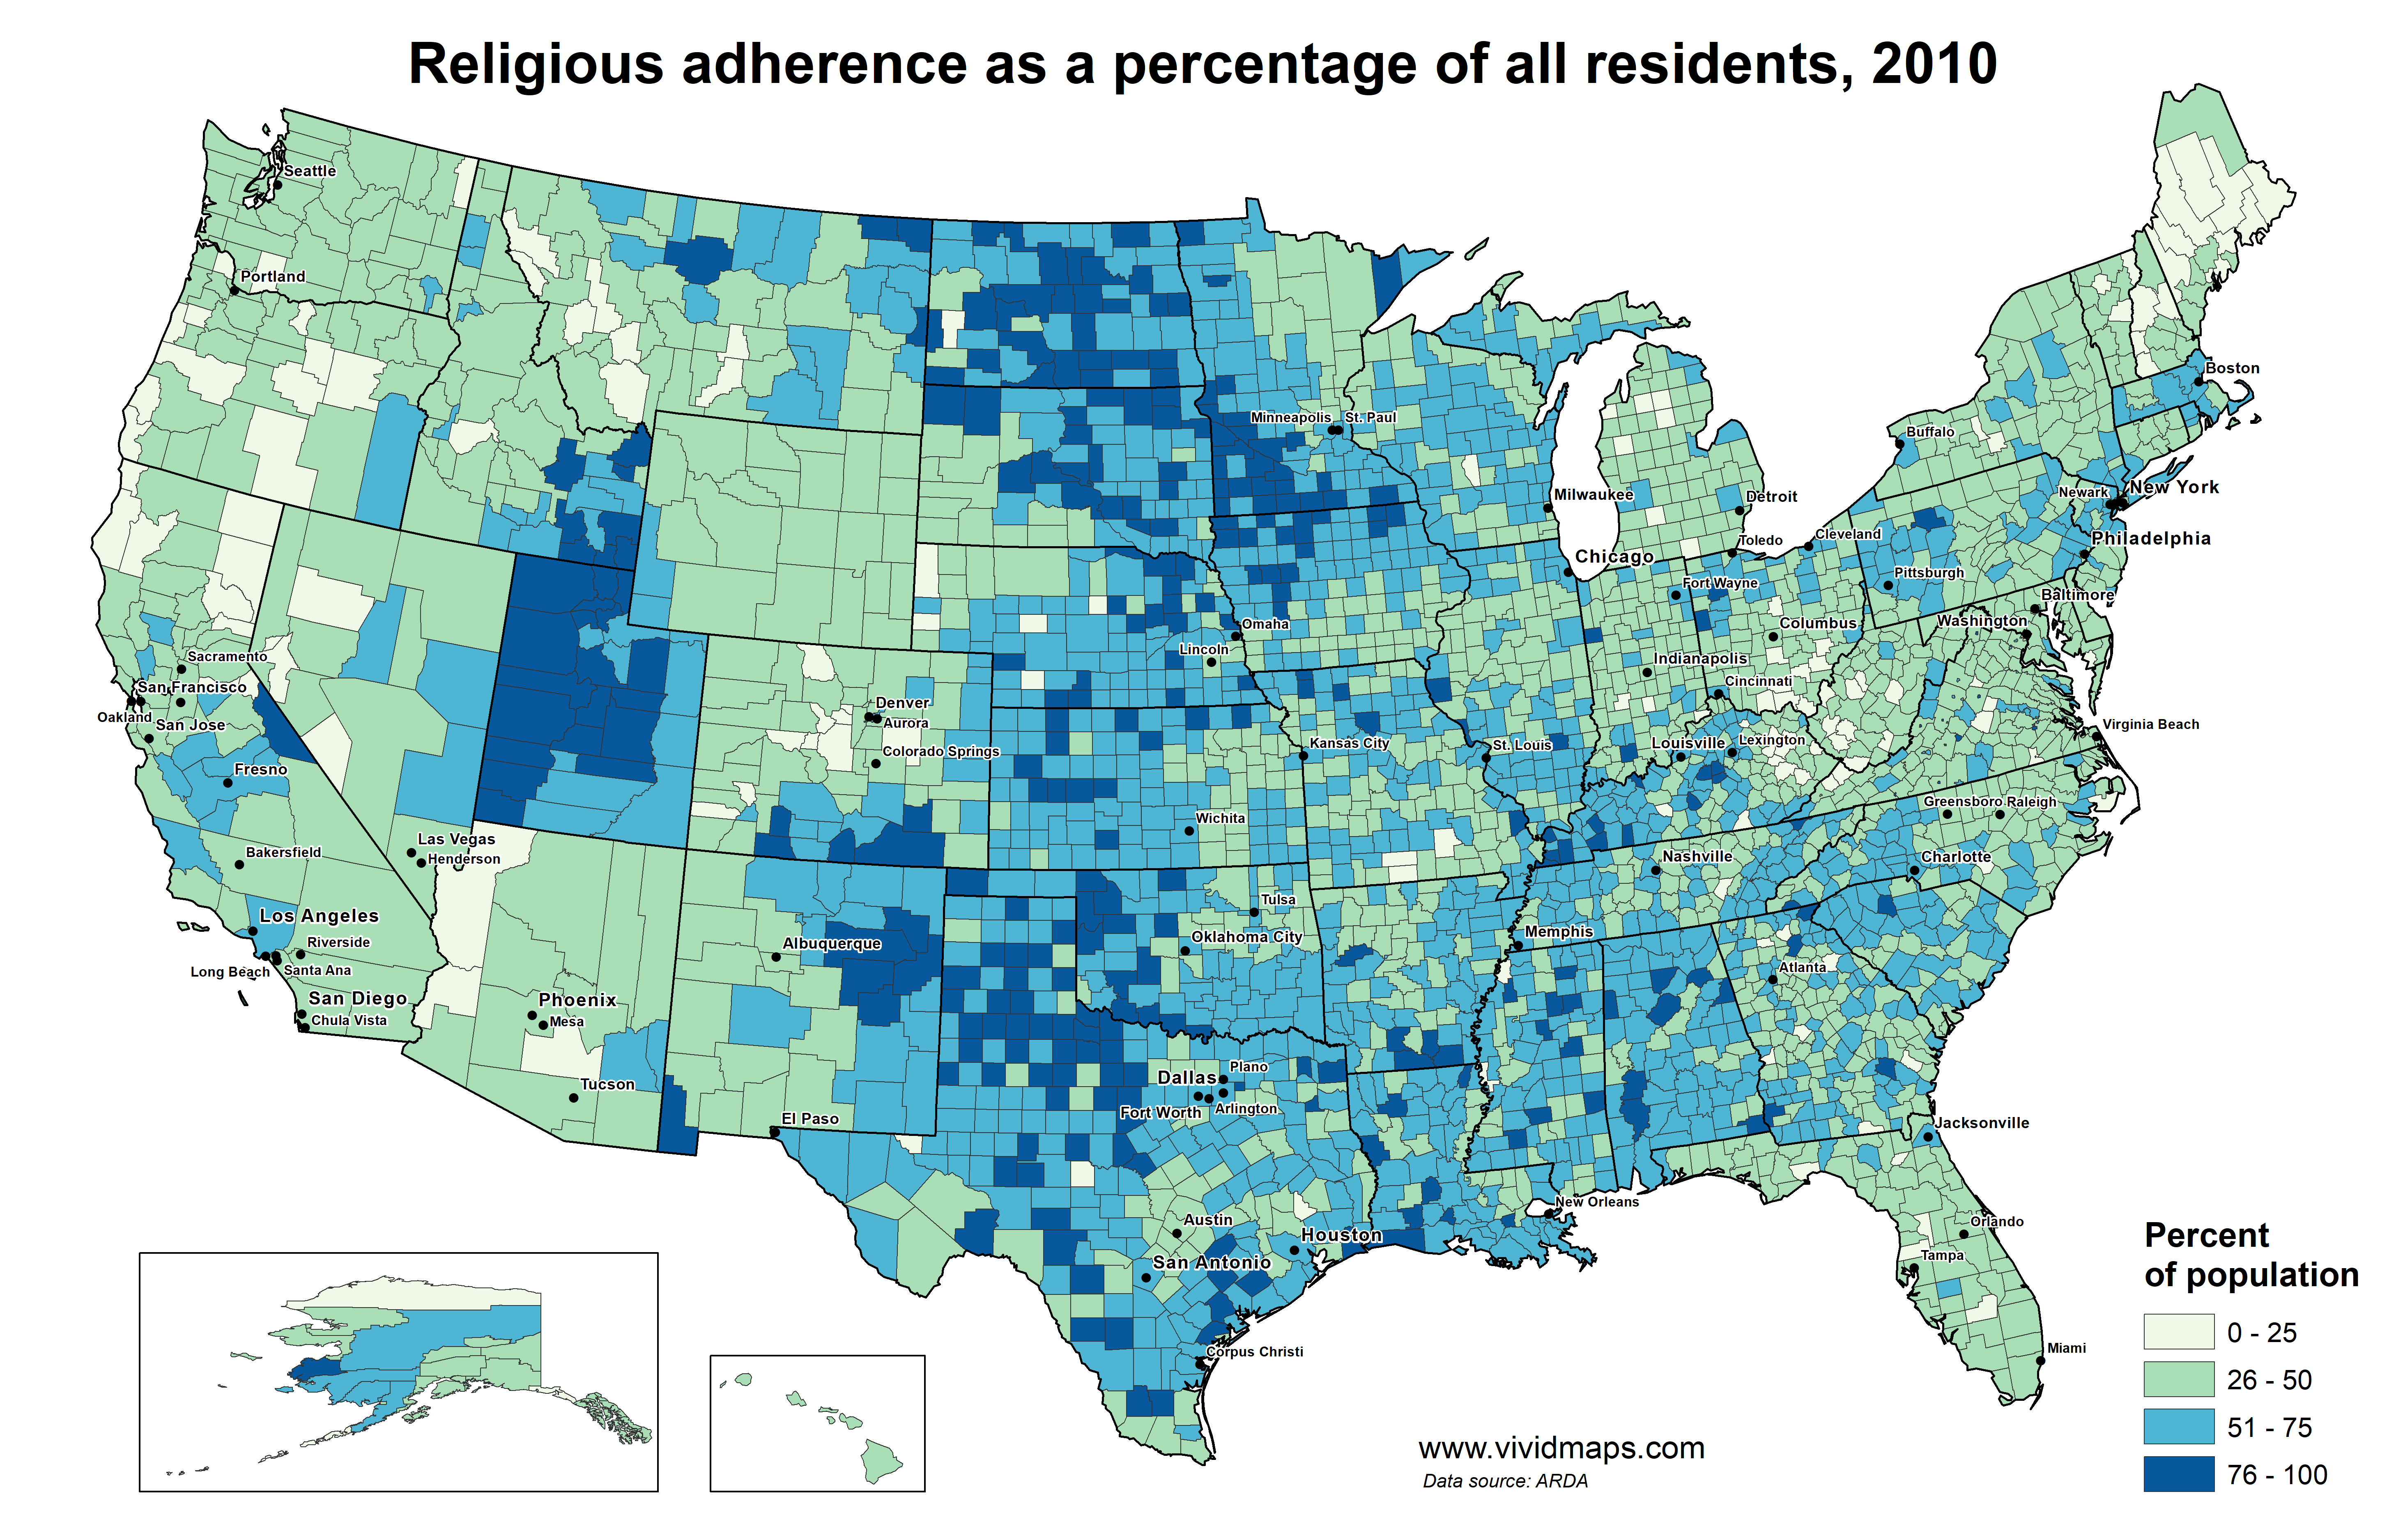 Religious adherence as a percentage of all residents, 2010
Seattle
Portland
Boston
Minneapolis St. Paul
Buffalo
Milwaukee
Detroit
Newark
New York
Toledo
Cleveland
Philadelphia
Chicago
Fort Wayne
Pittsburgh
Baltimore
Omaha
Columbus
Washington
Lincoln
Sacramento
Indianapolis
San Francisco
Cincinnati
Oakland
San Jose
Denver
Aurora
Virginia Beach
Colorado Springs
Kansas City
St. Louis
Louisville
Lexington
Fresno
Greensboro Raleigh
Wichita
Las Vegas
Henderson
Bakersfield
Nashville
Charlotte
Tulsa
Los Angeles
Riverside
Albuquerque
Oklahoma City
Memphis
Long Beach
Santa Ana
Atlanta
San Diego
Phoenix
Chula Vista
Mesa
Plano
Dallas
Tucson
Fort Worth
Arlington
El Paso
Jacksonville
New Orleans
Austin
Orlando
Houston
Tampa
San Antonio
Miami
Corpus Christi
Percent
of population
0 - 25
26 - 50
51 - 75
76 - 100
www.vividmaps.com
Data source: ARDA